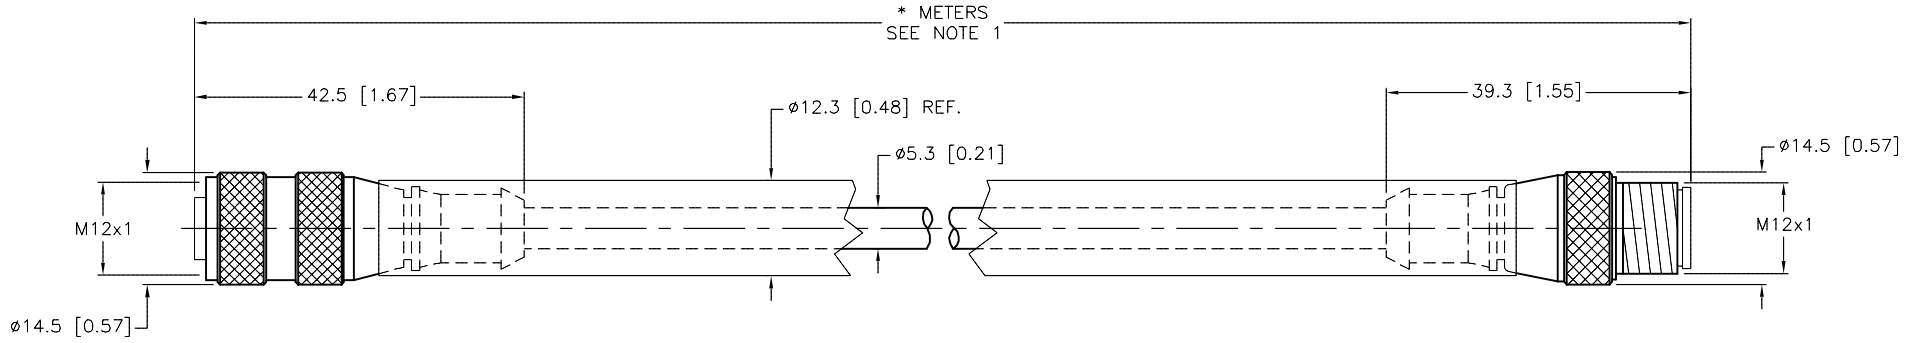 * METERS
SEE NOTE 1
42.5 [1.67]
39.3 [1.55]
ø12.3 [0.48] REF.
ø5.3 [0.21]
ø14.5 [0.57]
M12x1
M12x1
ø14.5 [0.57]